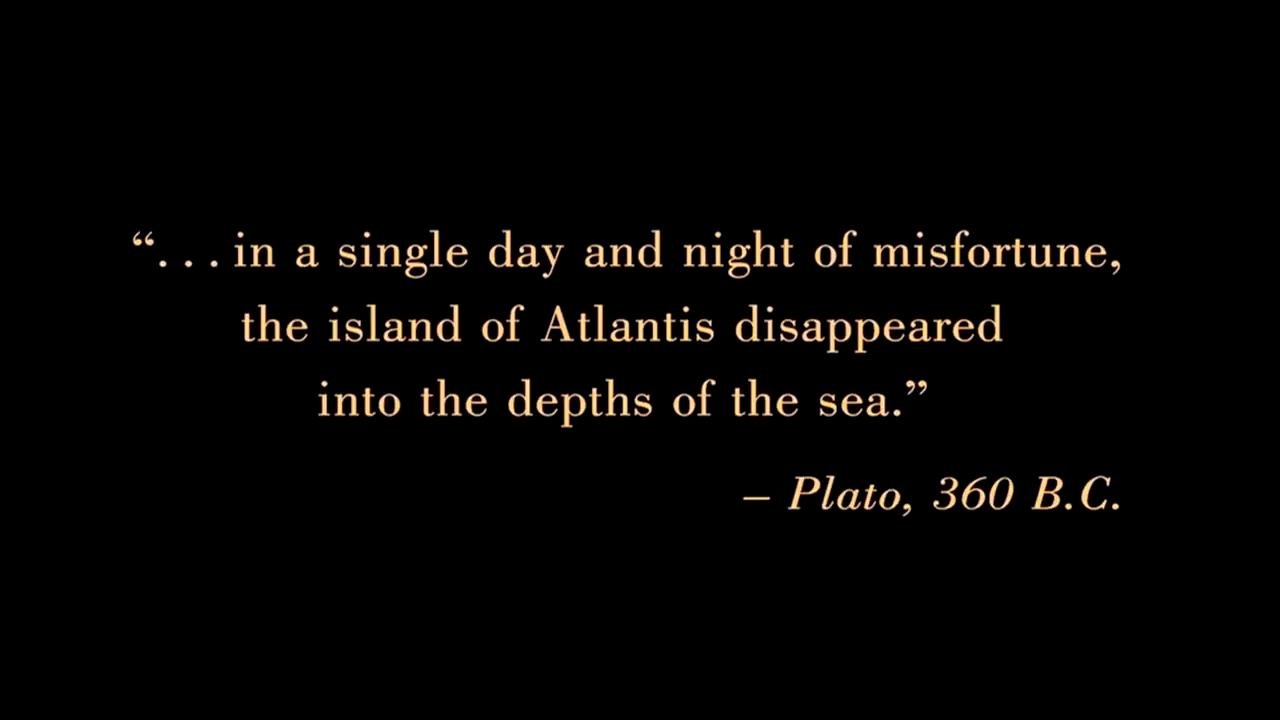 “. . . in a single day and night of misfortune,
the island of Atlantis disappeared
into the depths of the sea.”
– Plato, 360 B.C.